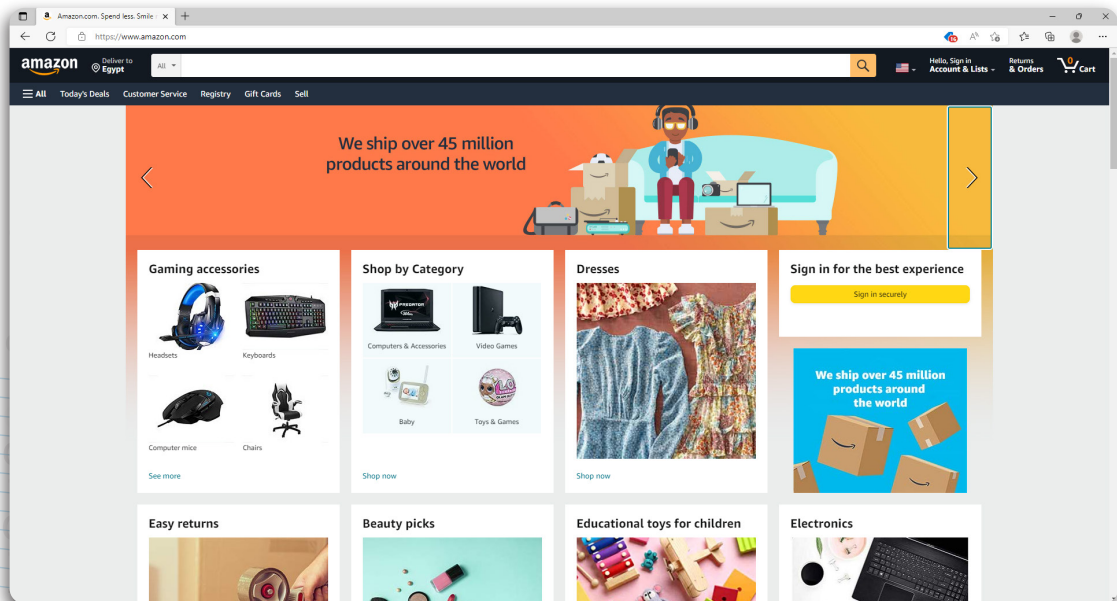 Amazon.com. Spend less. Smile
https://www.amazon.com
amazon
Deliver to
Egypt
All
Hello, Sign in
Account & Lists
Returns
& Orders
0
Cart
All Today's Deals Customer Service Registry Gift Cards Sell
We ship over 45 million
products around the world
Gaming accessories
Headsets
Keyboards
Computer mice
Chairs
See more
Shop by Category
PREDATOR
Computers & Accessories
Video Games
Baby
Toys & Games
Shop now
Dresses
Shop now
Sign in for the best experience
Sign in securely
We ship over 45 million
products around
the world
Easy returns
Beauty picks
Educational toys for children
Electronics